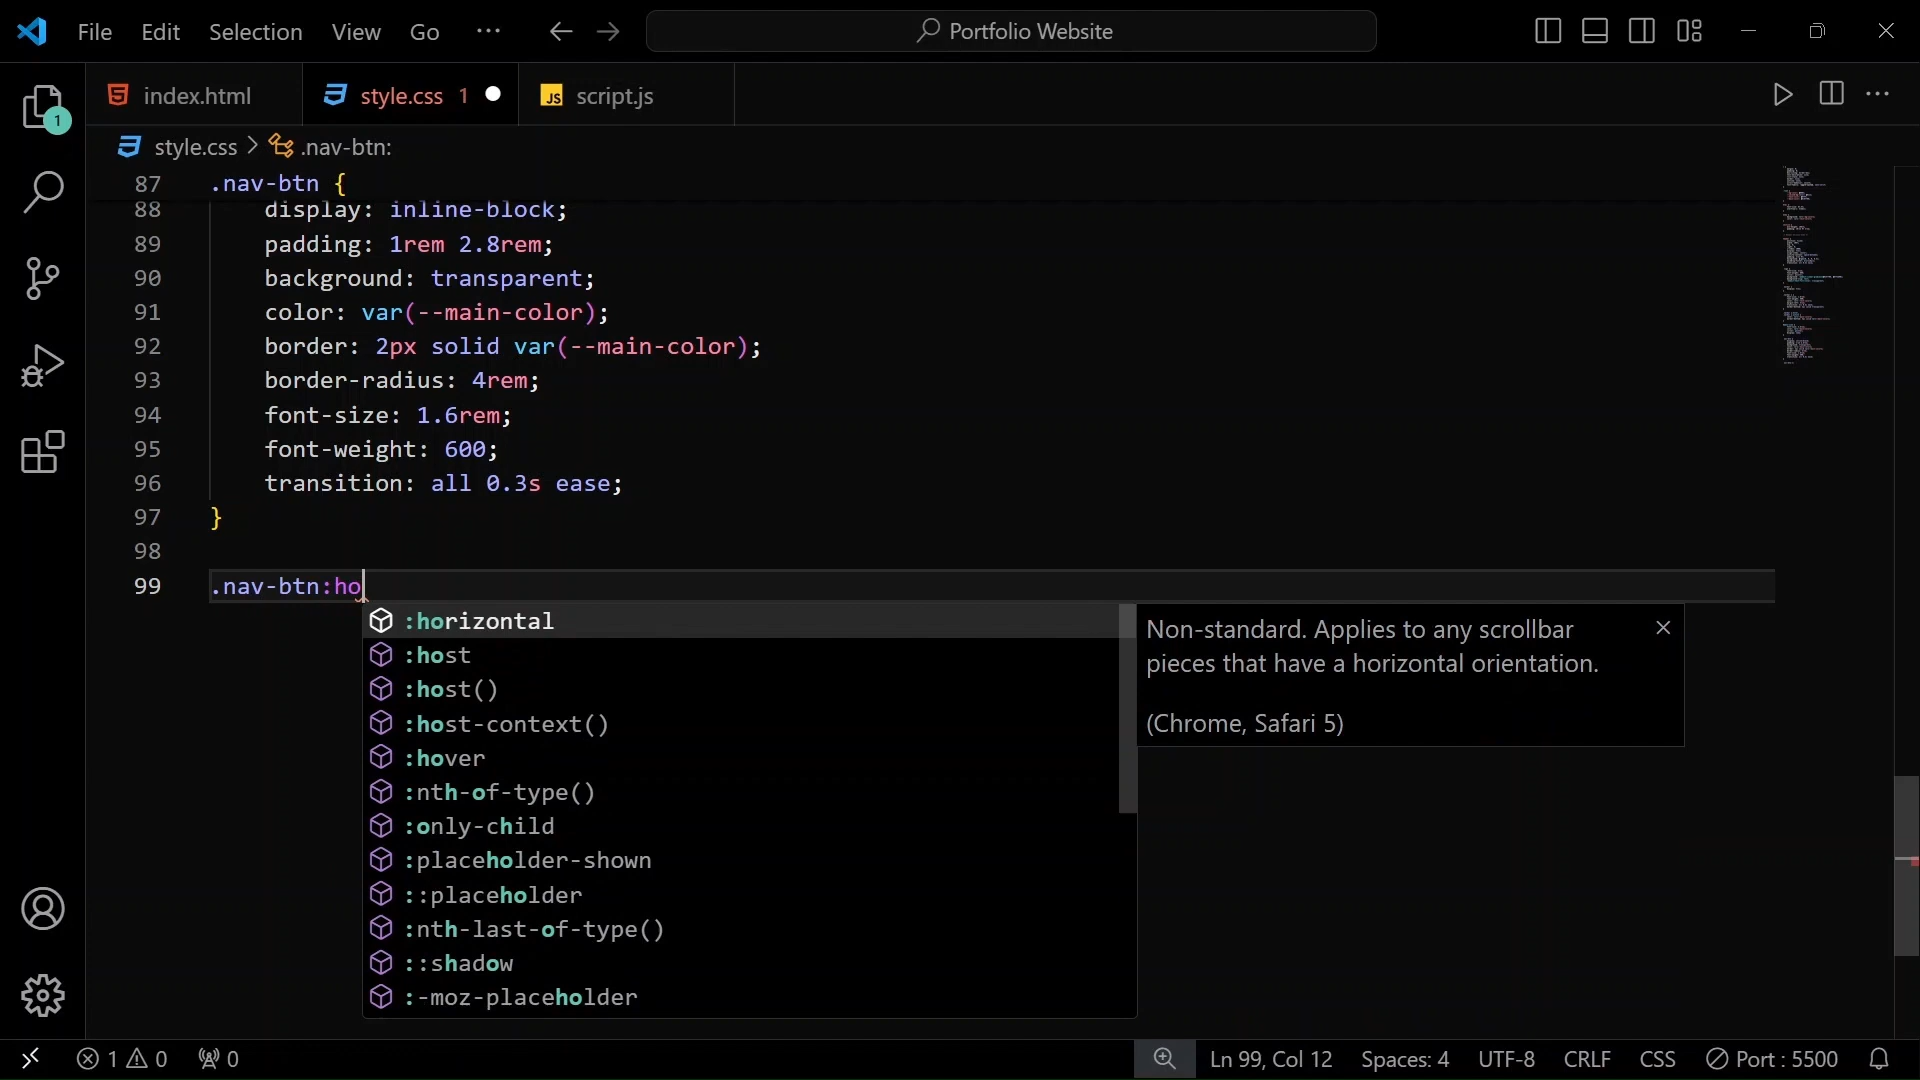 File Edit Selection View Go ··· Portfolio Website
index.html style.css 1 script.js
1
style.css > .nav-btn:
87 .nav-btn {
88 display: inline-block;
89 padding: 1rem 2.8rem;
90 background: transparent;
91 color: var(--main-color);
92 border: 2px solid var(--main-color);
93 border-radius: 4rem;
94 font-size: 1.6rem;
95 font-weight: 600;
96 transition: all 0.3s ease;
97 }
98
99 .nav-btn:ho
:horizontal
:host
:host()
:host-context()
:hover
:nth-of-type()
:only-child
:placeholder-shown
::placeholder
:nth-last-of-type()
::shadow
:-moz-placeholder
Non-standard. Applies to any scrollbar
pieces that have a horizontal orientation.
(Chrome, Safari 5)
1 0 0 Ln 99, Col 12 Spaces: 4 UTF-8 CRLF CSS Port : 5500